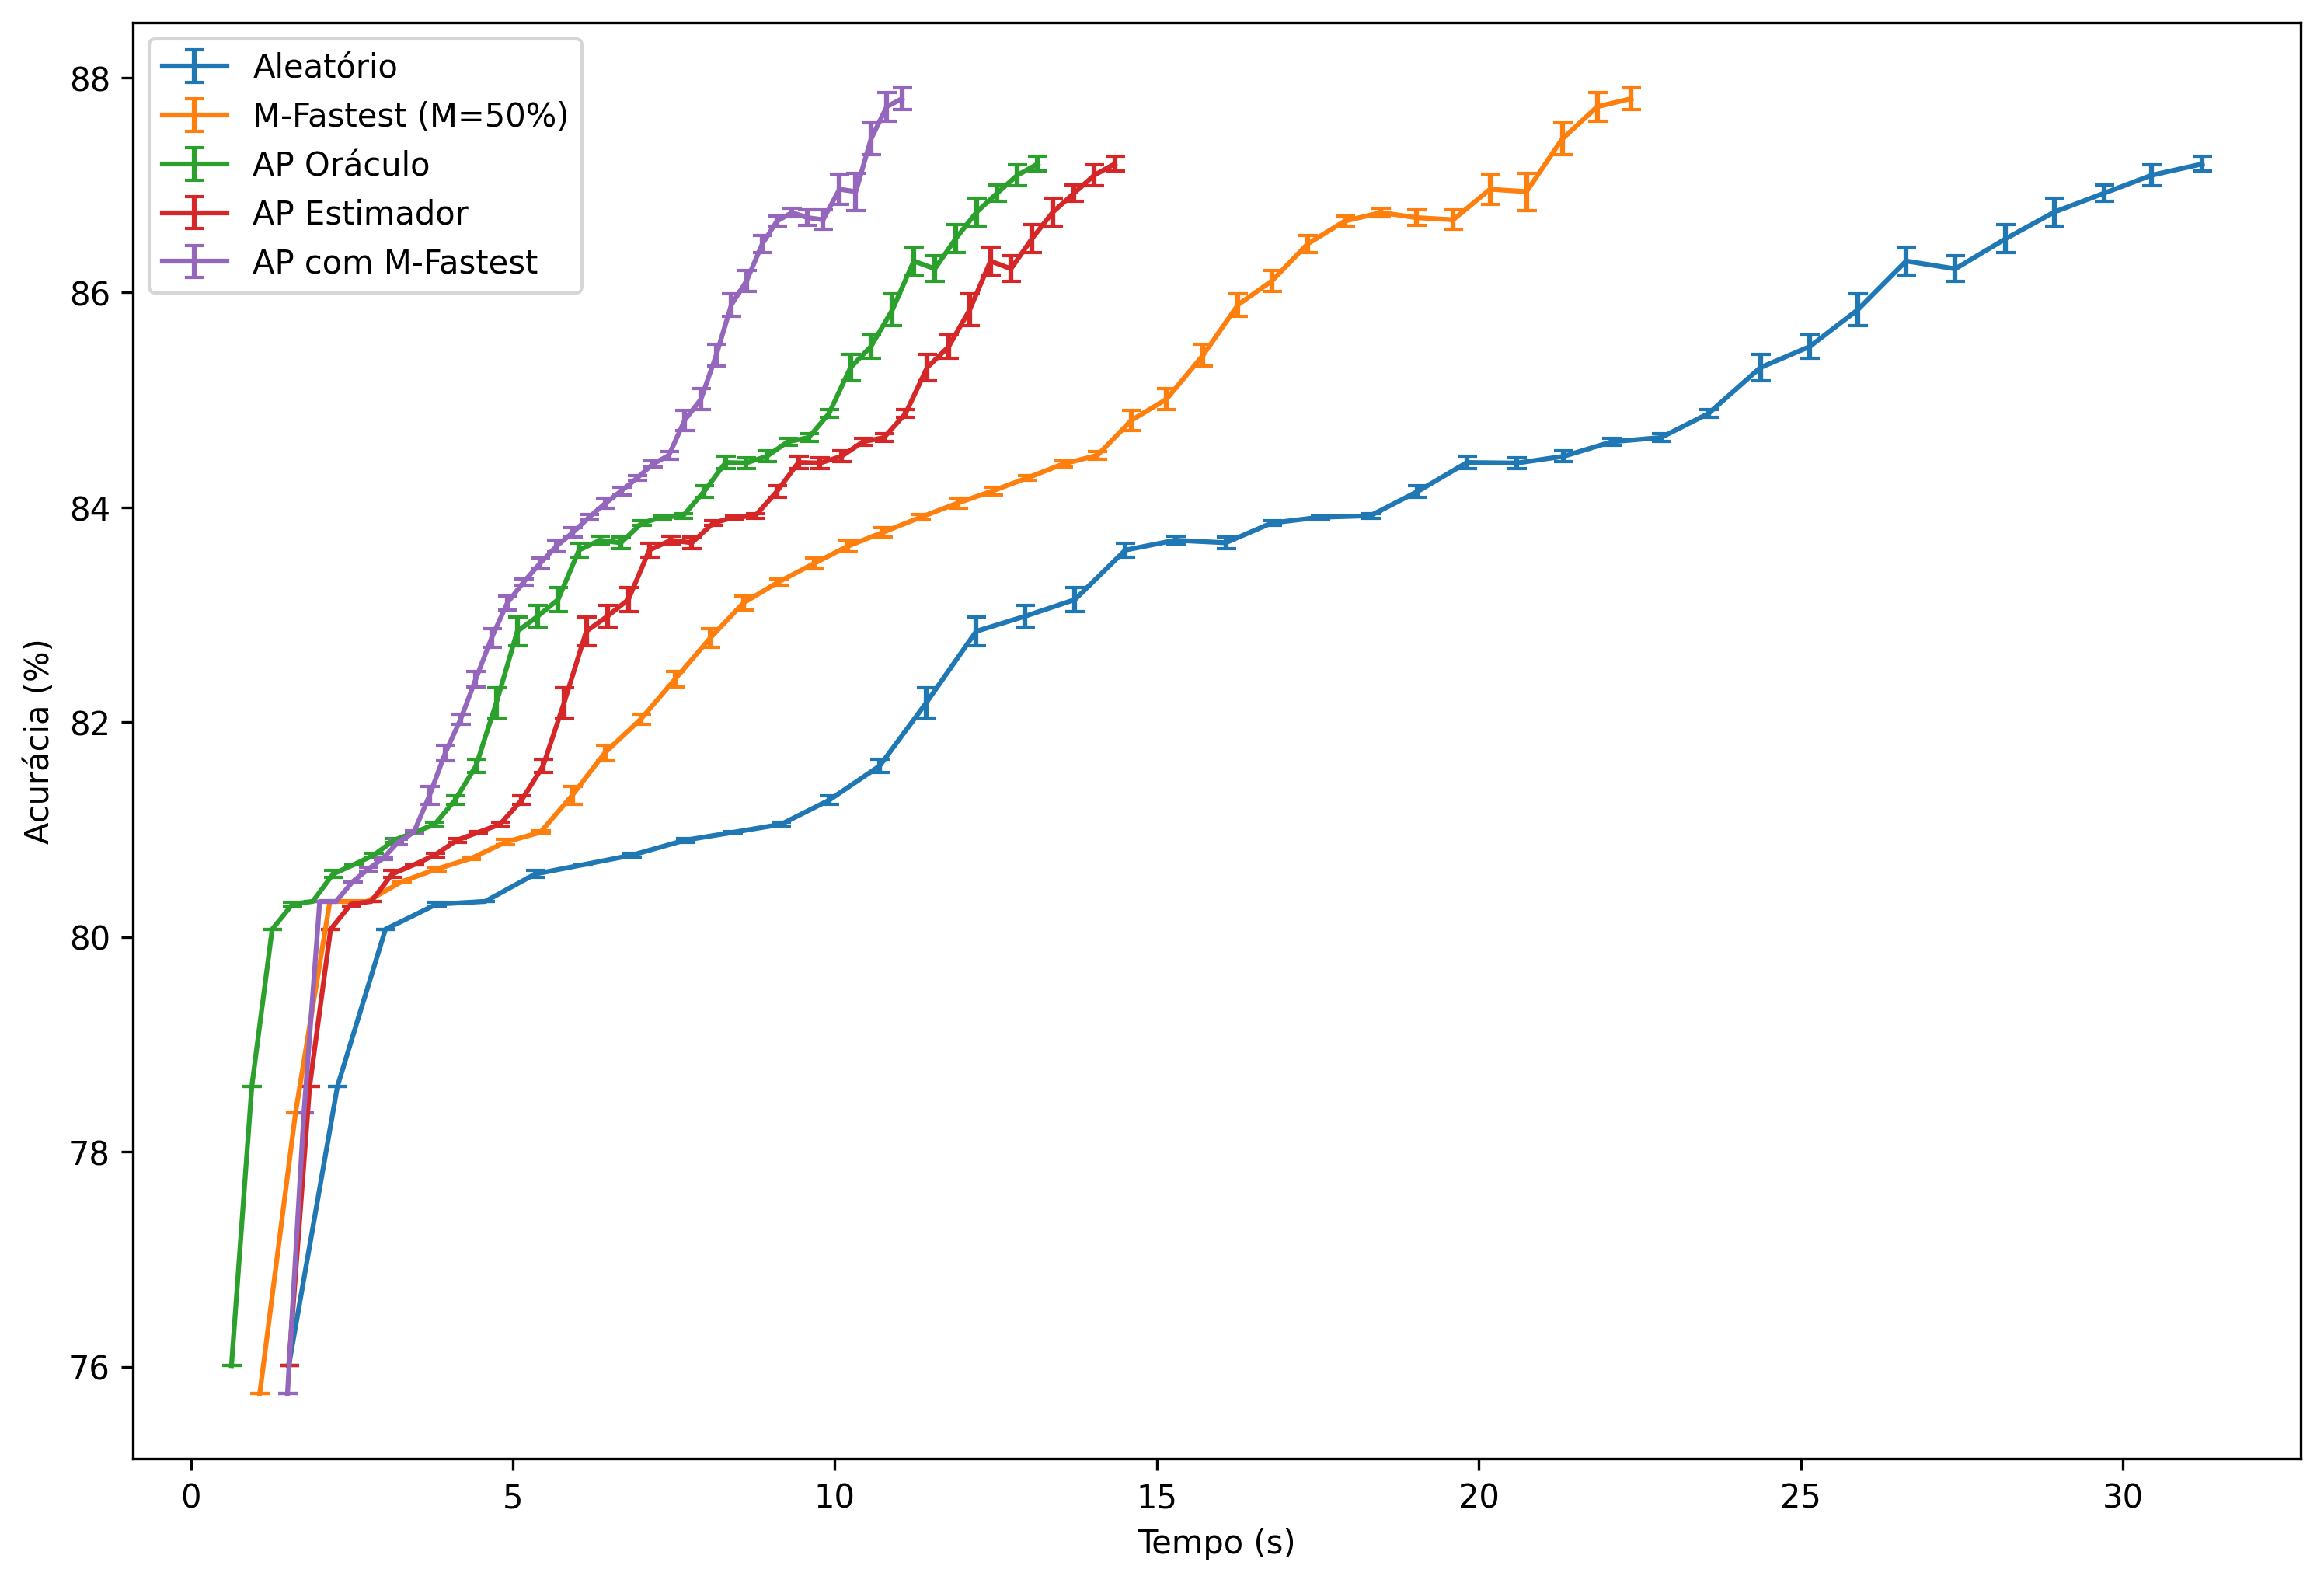 Aleatório
M-Fastest (M=50%)
AP Oráculo
AP Estimador
AP com M-Fastest
88
86
84
82
80
78
76
Acurácia (%)
0 5 10 15 20 25 30
Tempo (s)